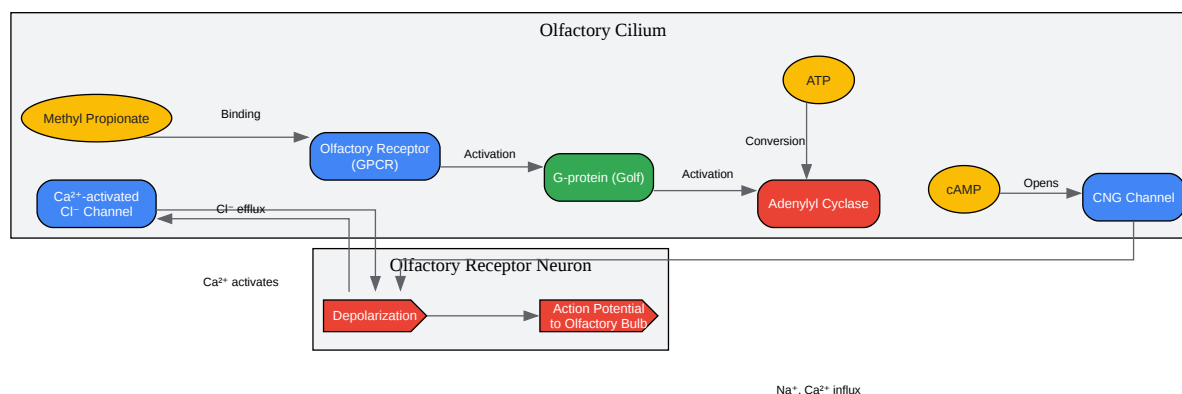 Olfactory Cilium
ATP
Methyl Propionate
Binding
Olfactory Receptor
(GPCR)
Activation
G-protein (Golf)
Activation
Conversion
Adenylyl Cyclase
cAMP
Opens
CNG Channel
Ca²⁺-activated
Cl⁻ Channel
Cl⁻ efflux
Olfactory Receptor Neuron
Ca²⁺ activates
Depolarization
Action Potential
to Olfactory Bulb
Na⁺, Ca²⁺ influx